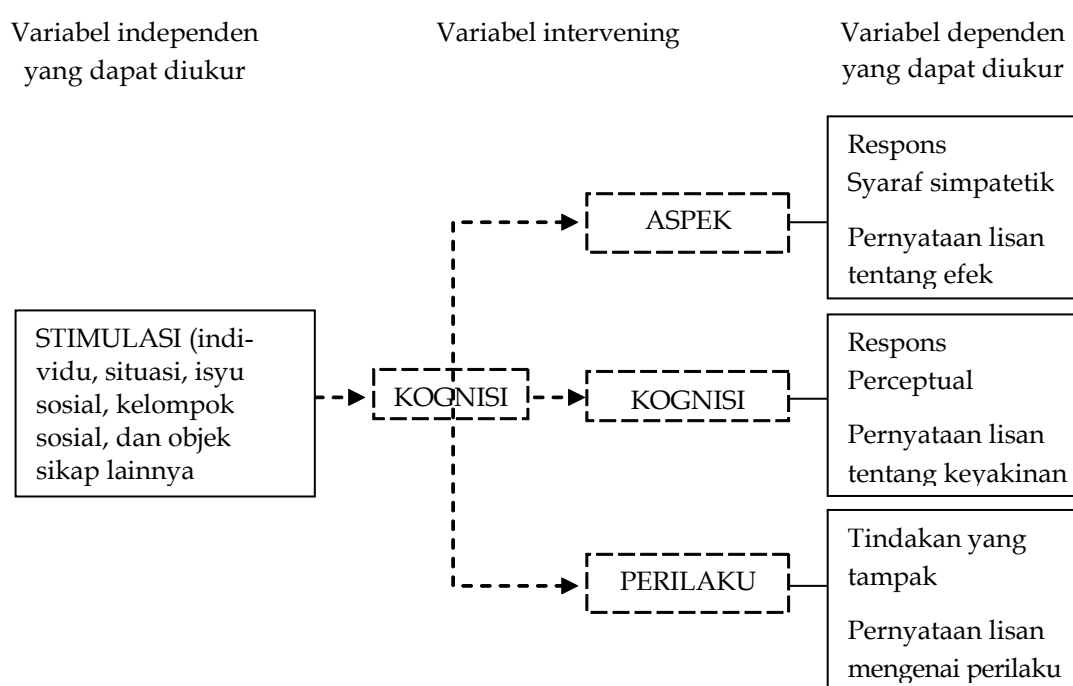 Variabel independen
yang dapat diukur
Variabel intervening
Variabel dependen
yang dapat diukur
STIMULASI (indi-
vidu, situasi, isyu
sosial, kelompok
sosial, dan objek
sikap lainnya
KOGNISI
ASPEK
KOGNISI
PERILAKU
Respons
Syaraf simpatetik
Pernyataan lisan
tentang efek
Respons
Perceptual
Pernyataan lisan
tentang keyakinan
Tindakan yang
tampak
Pernyataan lisan
mengenai perilaku